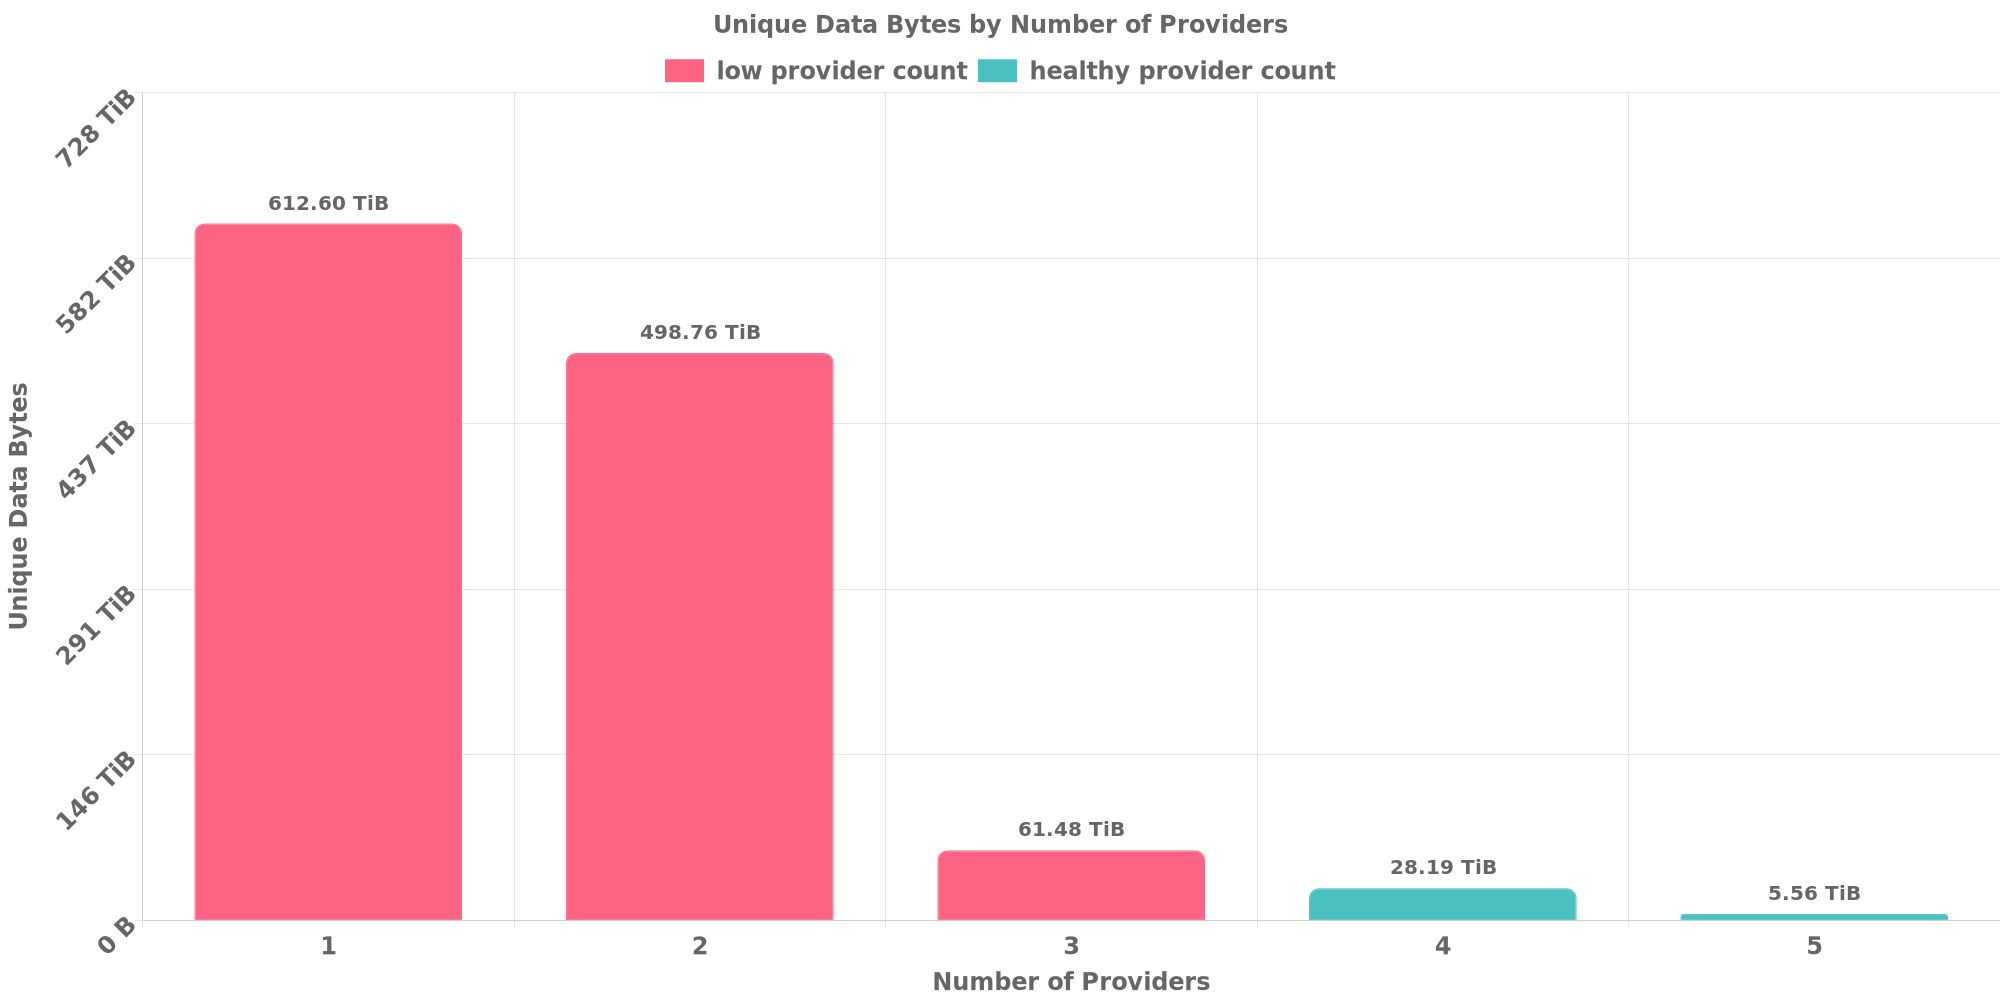 Unique Data Bytes by Number of Providers
low provider count healthy provider count
728 TiB
582 TiB
437 TiB
291 TiB
146 TiB
0 B
Unique Data Bytes
612.60 TiB
498.76 TiB
61.48 TiB
28.19 TiB
5.56 TiB
1 2 3 4 5
Number of Providers